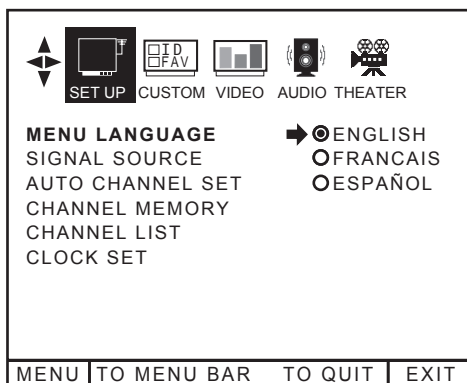 ID
FAV
SET UP CUSTOM VIDEO AUDIO THEATER
MENU LANGUAGE ENGLISH
SIGNAL SOURCE FRANCAIS
AUTO CHANNEL SET ESPAÑOL
CHANNEL MEMORY
CHANNEL LIST
CLOCK SET
MENU TO MENU BAR TO QUIT EXIT